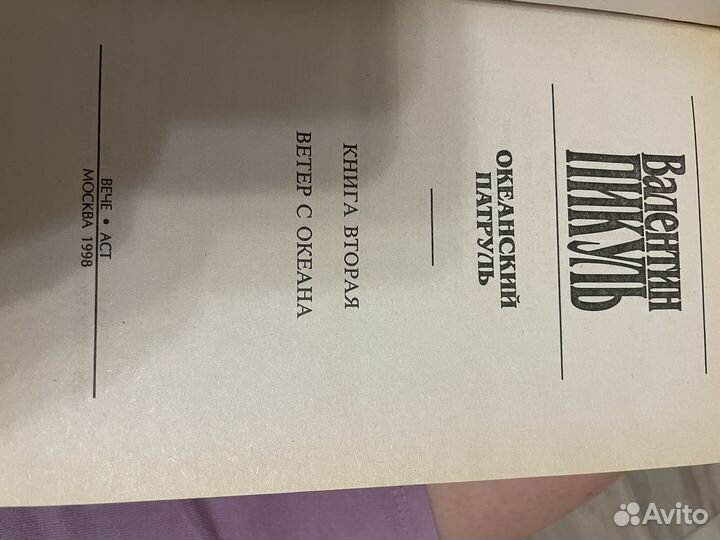 Валентин
ПИКУЛЬ
ОКЕАНСКИЙ
ПАТРУЛЬ
КНИГА ВТОРАЯ
ВЕТЕР С ОКЕАНА
ВЕЧЕ • АСТ
МОСКВА 1998
Avito